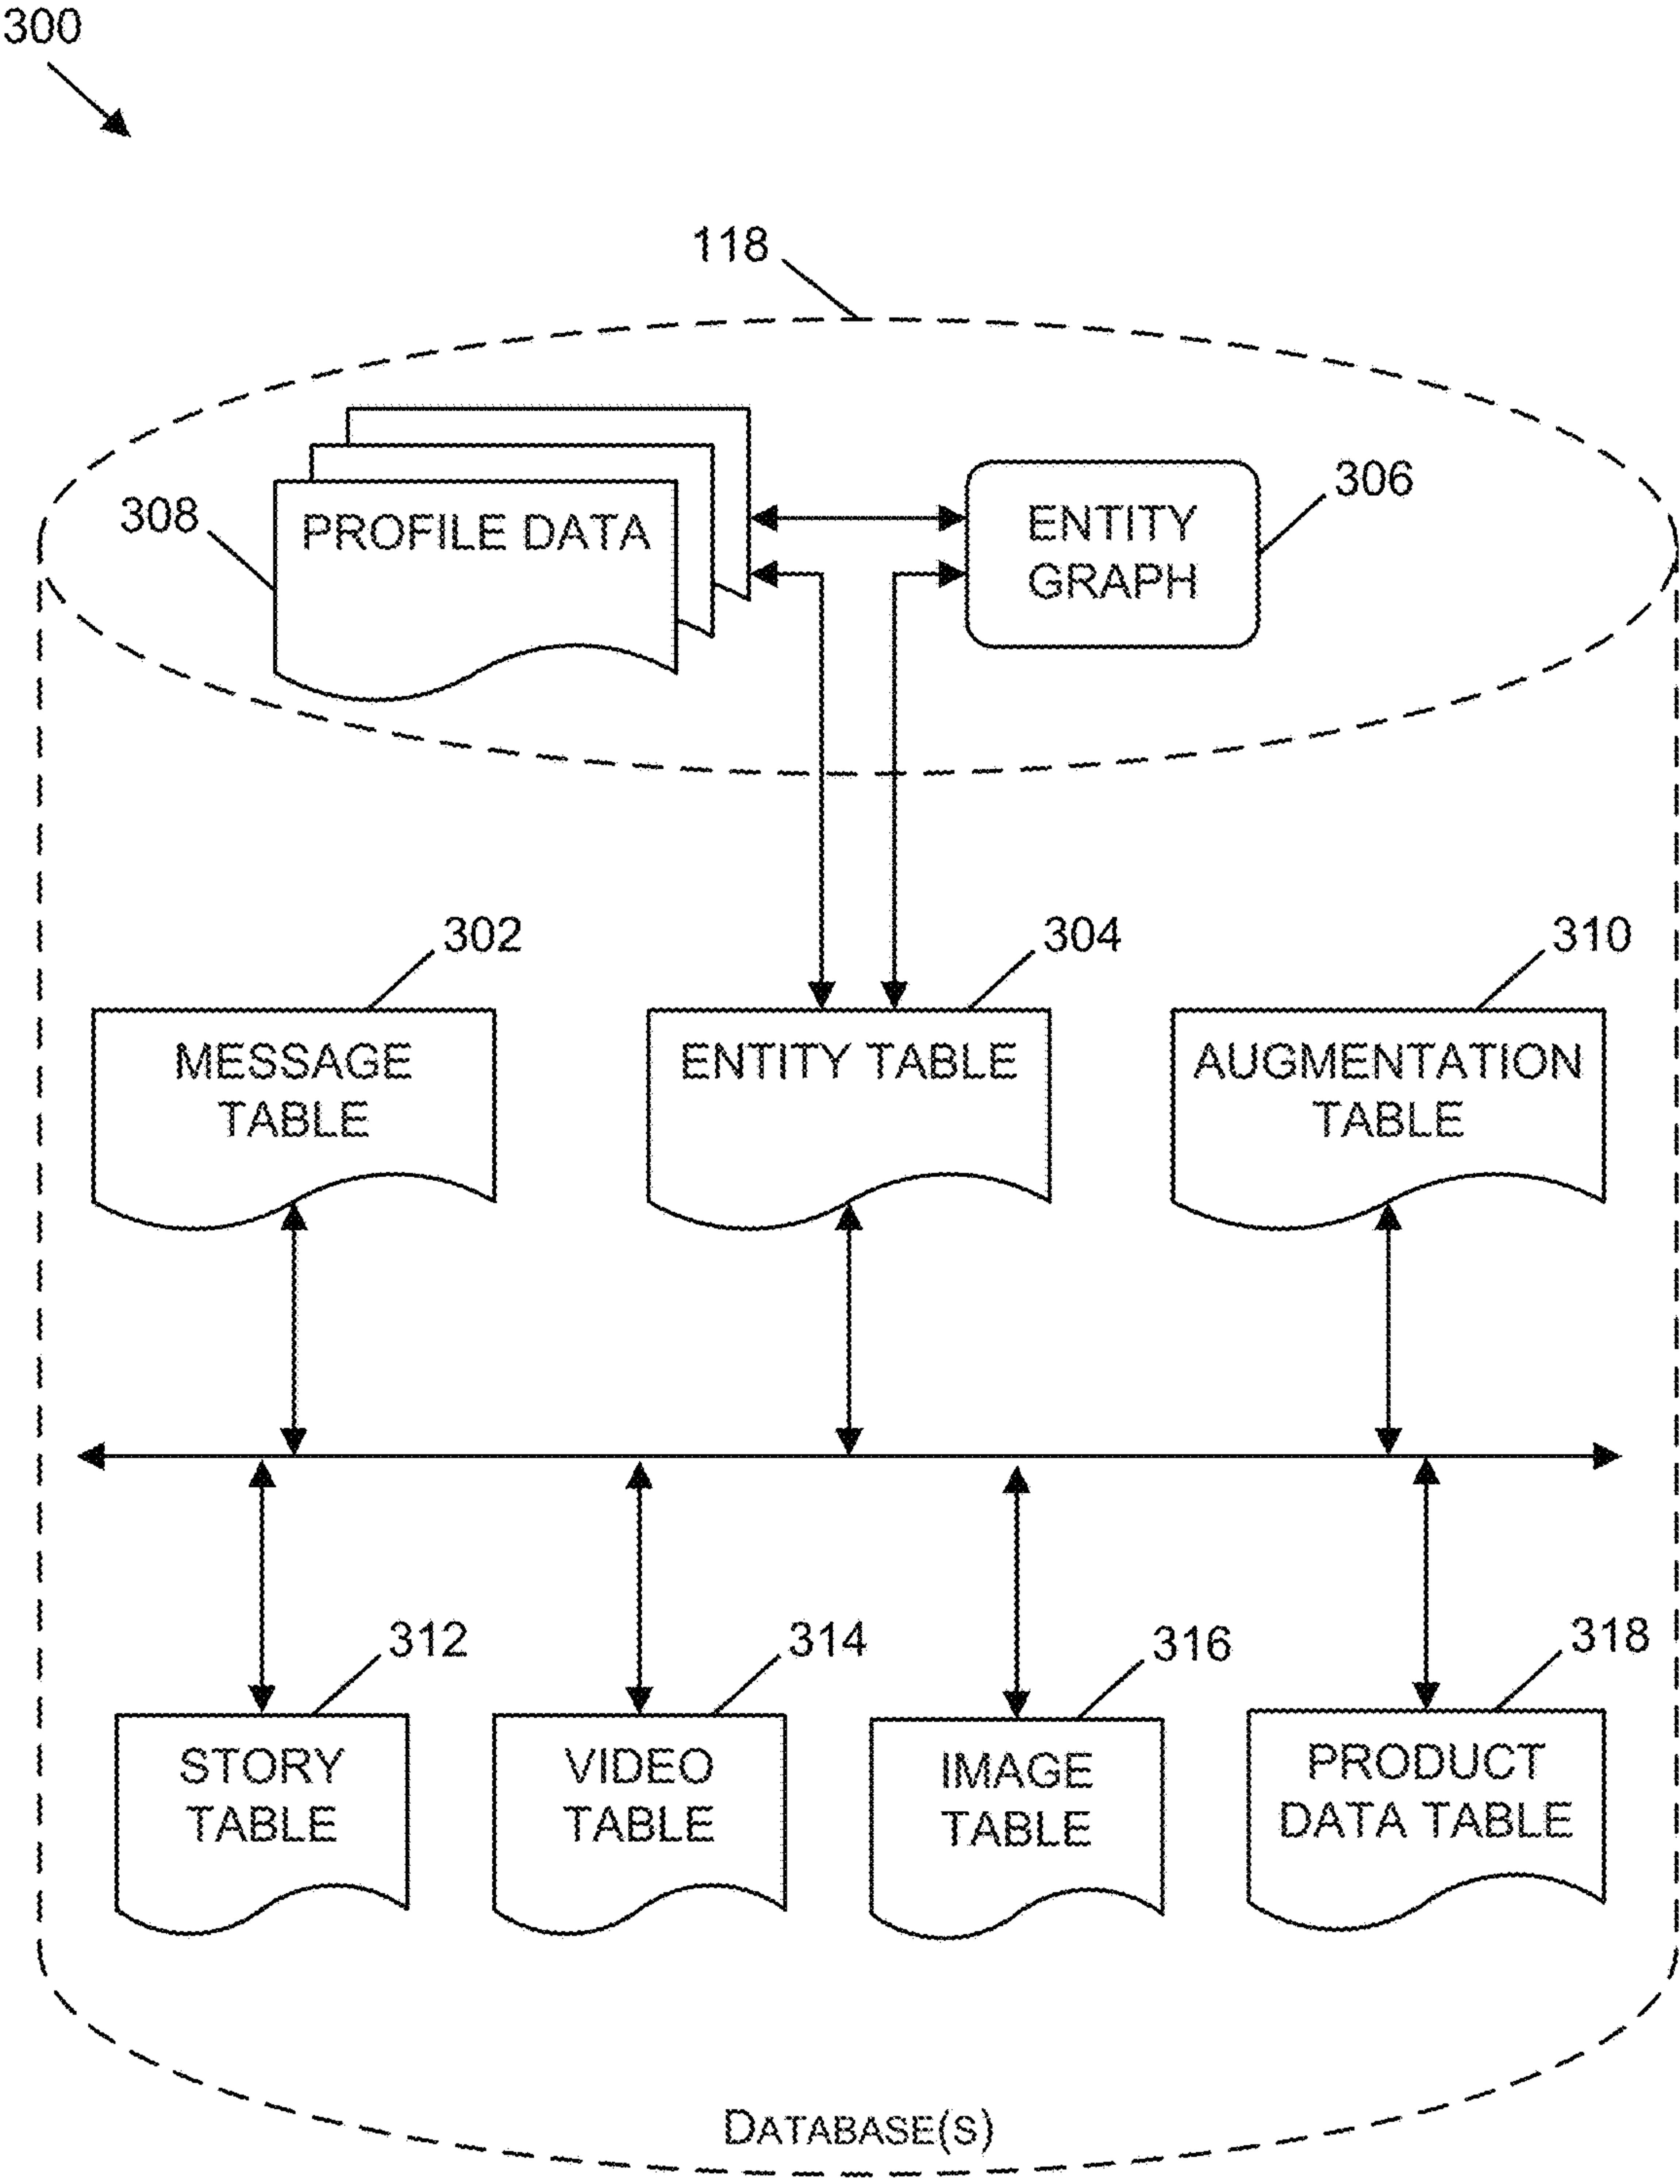 300
118
308
PROFILE DATA
ENTITY
GRAPH
306
302
304
310
MESSAGE
TABLE
ENTITY TABLE
AUGMENTATION
TABLE
312
314
316
318
STORY
TABLE
VIDEO
TABLE
IMAGE
TABLE
PRODUCT
DATA TABLE
DATABASE(S)